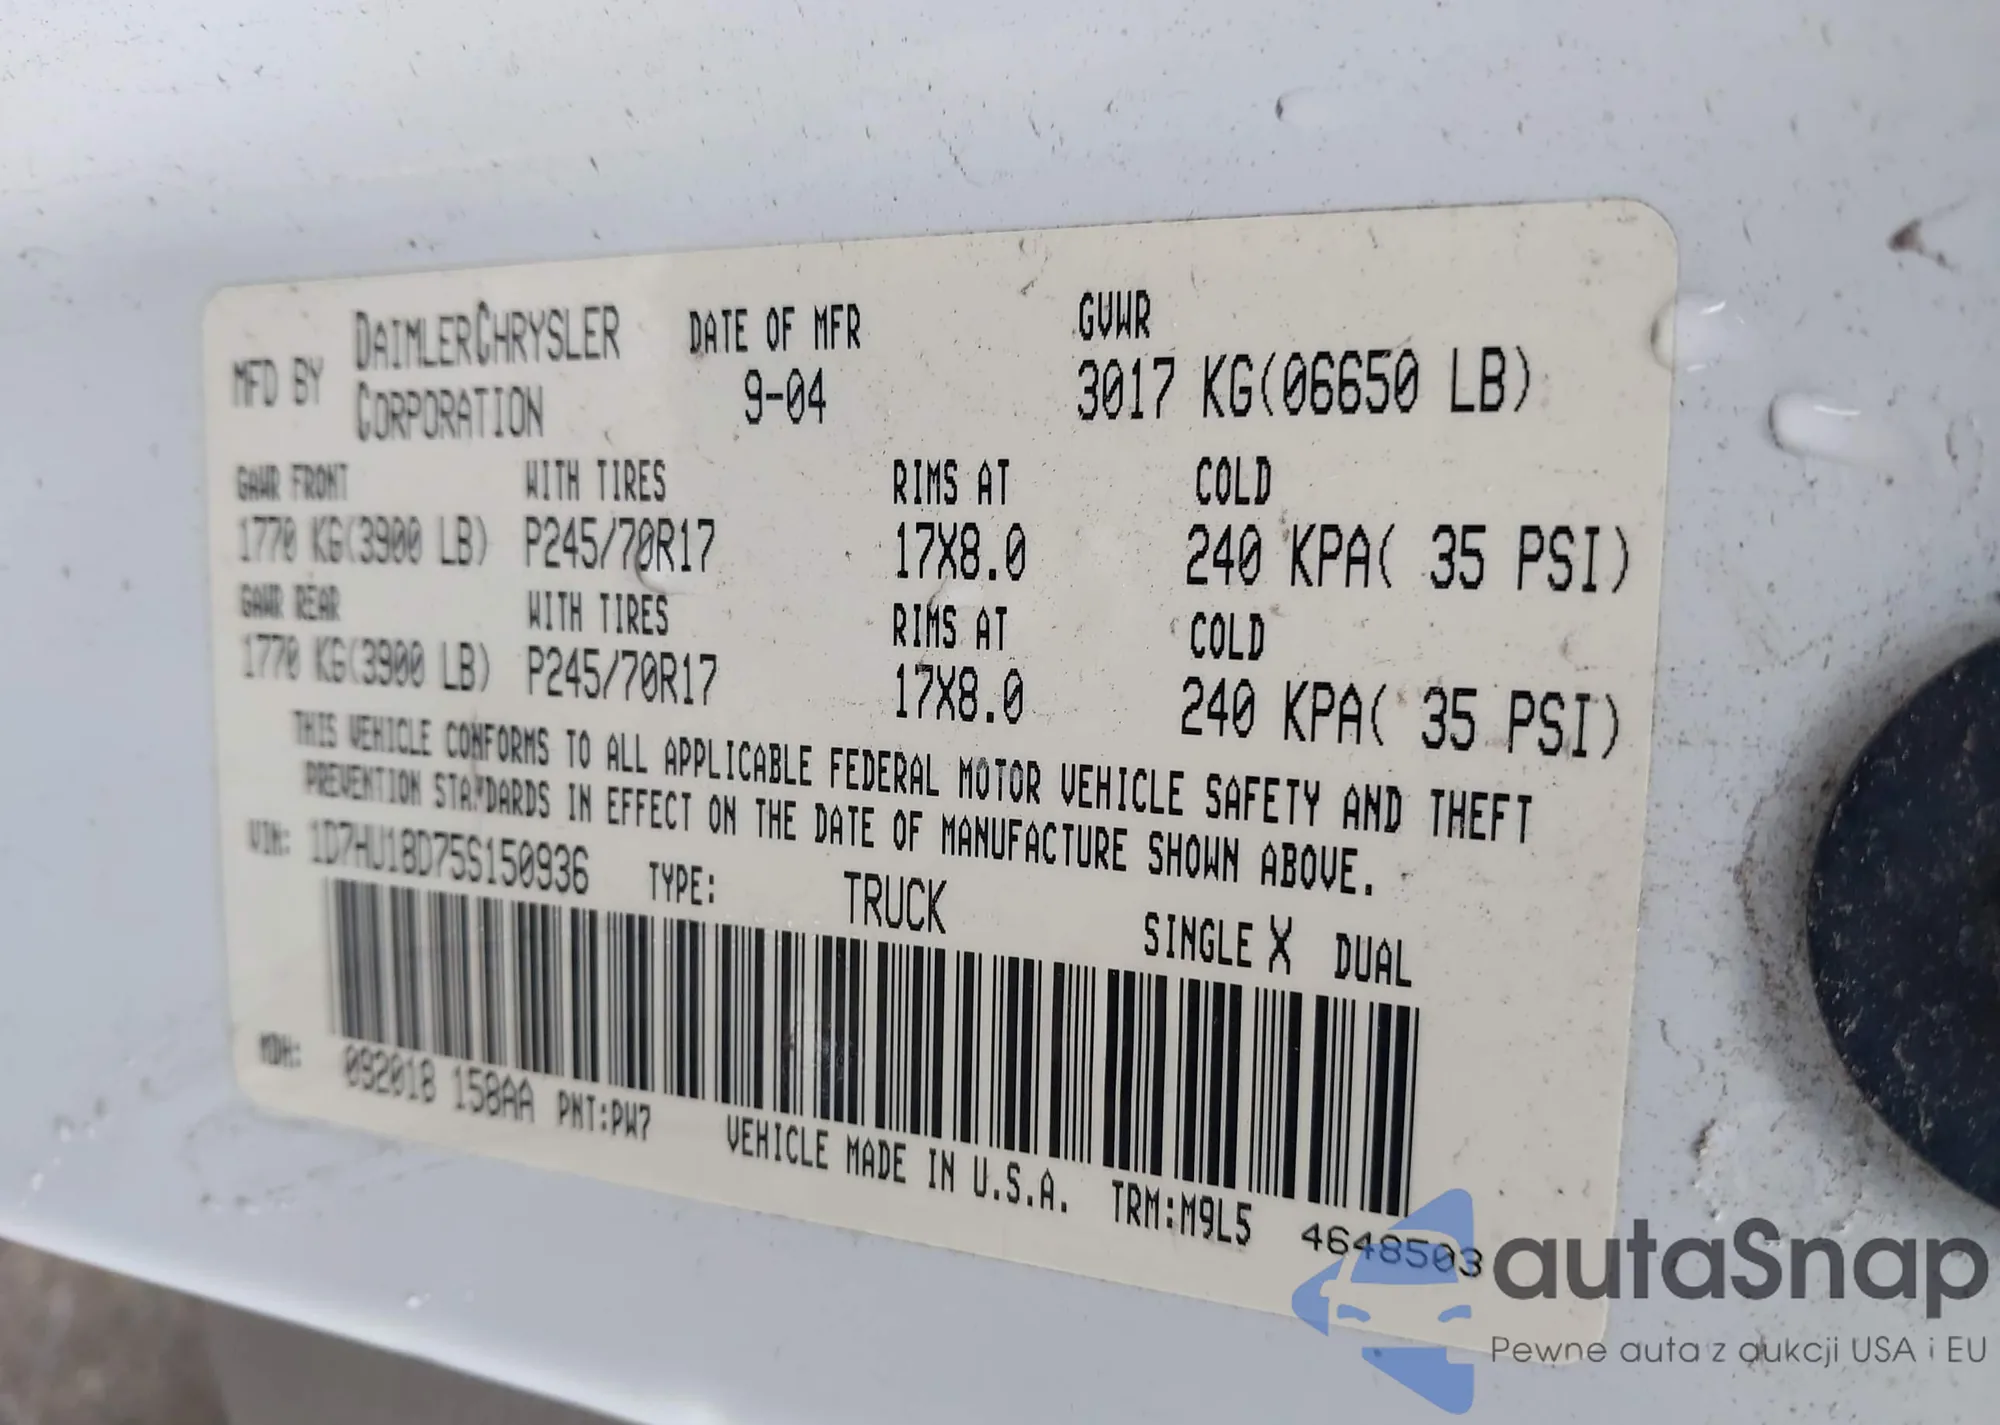 MFD BY DAIMLERCHRYSLER CORPORATION DATE OF MFR 9-04 GVWR 3017 KG(06650 LB)
GAWR FRONT WITH TIRES RIMS AT COLD
1770 KG(3900 LB) P245/70R17 17X8.0 240 KPA( 35 PSI)
GAWR REAR WITH TIRES RIMS AT COLD
1770 KG(3900 LB) P245/70R17 17X8.0 240 KPA( 35 PSI)
THIS VEHICLE CONFORMS TO ALL APPLICABLE FEDERAL MOTOR VEHICLE SAFETY AND THEFT
PREVENTION STANDARDS IN EFFECT ON THE DATE OF MANUFACTURE SHOWN ABOVE.
VIN: 1D7HU18D75S150936 TYPE: TRUCK SINGLE X DUAL
MDH: 092018 158AA PNT:PW7 VEHICLE MADE IN U.S.A. TRM:M9L5 4648503
autaSnap
Pewne auta z aukcji USA i EU